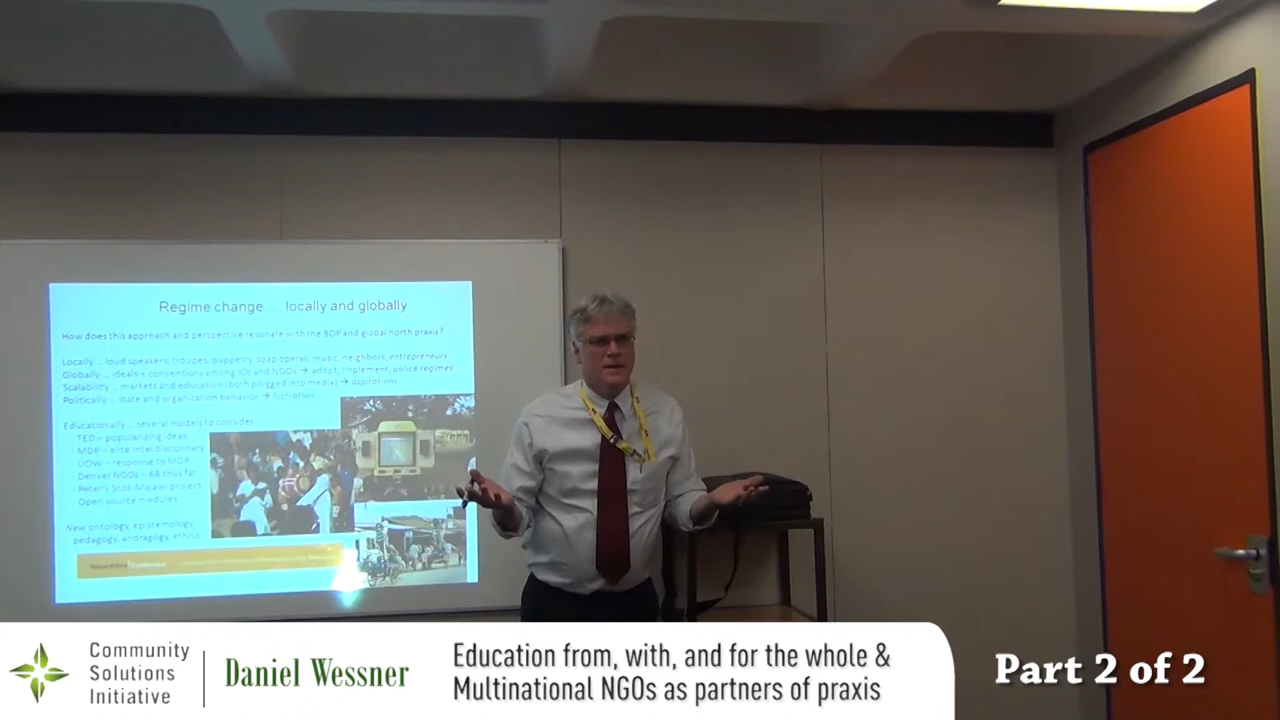 Regime change ... locally and globally
How does this approach and perspective resonate with the BOP and global north praxis?
Locally ... loud speakers, troupes, puppetry, soap operas, music, neighbors, entrepreneurs
Globally ... ideals + conventions among IOs and NGOs → adopt, implement, police regimes
Scalability ... markets and education (both plugged into media) → aspirations
Politically ... state and organization behavior → frustration
Educationally ... several models to consider
TED – popularizing ideas
MDP – elite interdisciplinary
UOW – response to MDP
- Denver NGOs – 68 thus far
- Peter's Scot-Malawi project
Open source modules
New ontology, epistemology,
pedagogy, andragogy, ethics
Community
Solutions
Initiative
Daniel Wessner
Education from, with, and for the whole &
Multinational NGOs as partners of praxis
Part 2 of 2